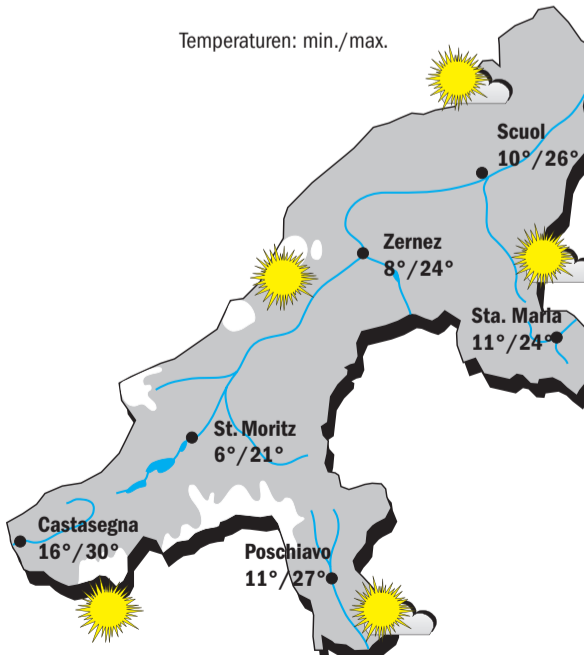 Temperaturen: min./max.
Scuol
10°/26°
Zernez
8°/24°
Sta. Maria
11°/24°
St. Moritz
6°/21°
Castasegna
16°/30°
Poschiavo
11°/27°